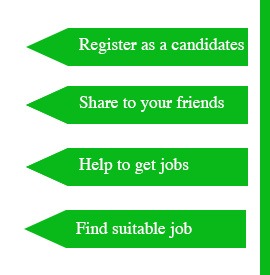 Register as a candidates
Share to your friends
Help to get jobs
Find suitable job